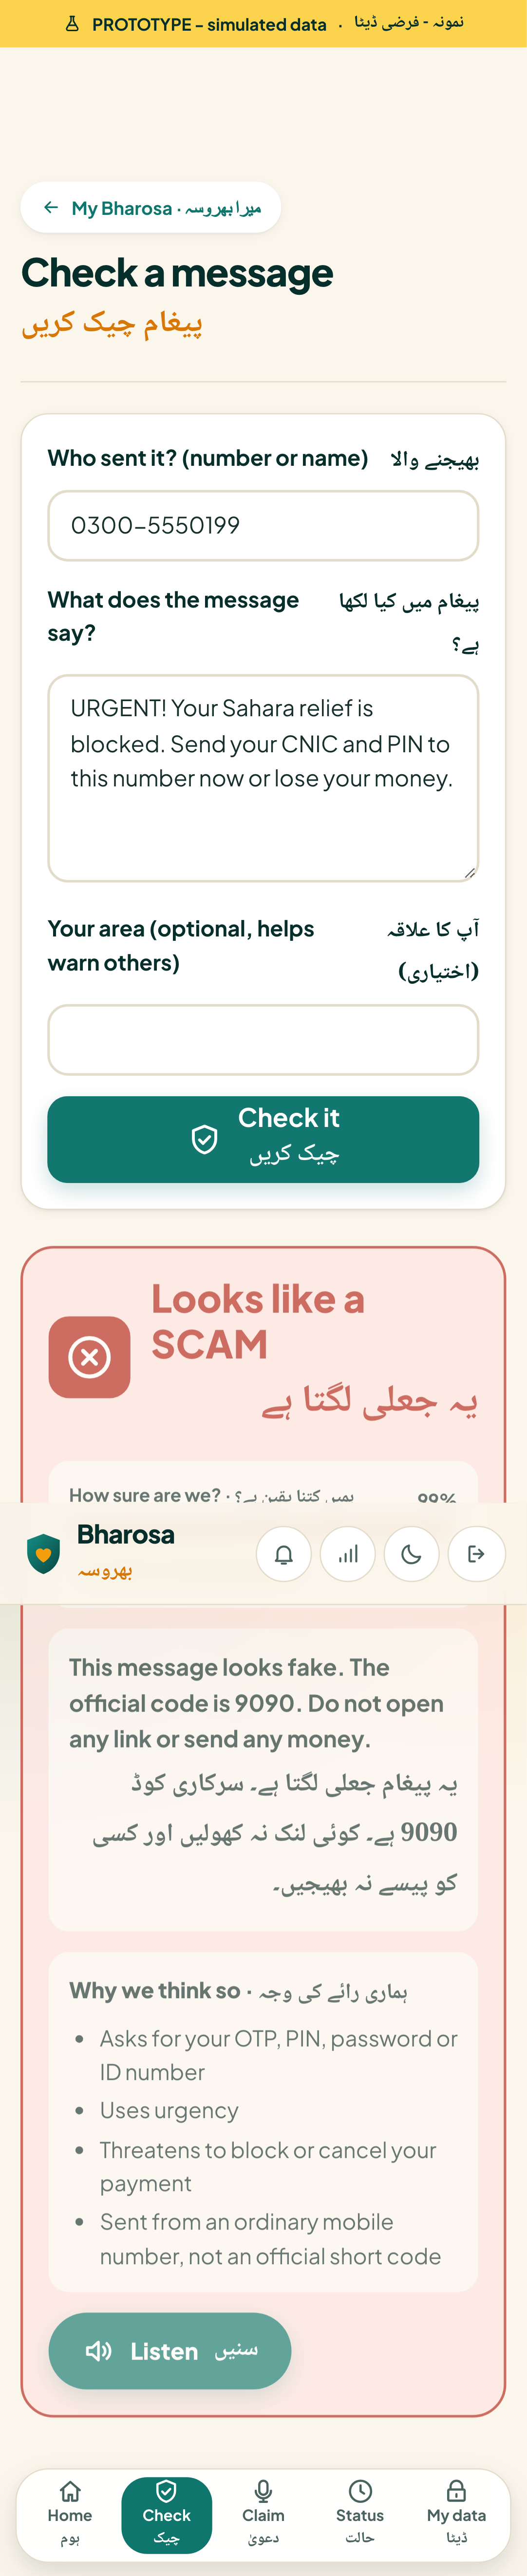 PROTOTYPE – simulated data · نمونہ - فرضی ڈیٹا
My Bharosa · میرا بھروسہ
Check a message
پیغام چیک کریں
Who sent it? (number or name) بھیجنے والا
0300-5550199
What does the message say?
پیغام میں کیا لکھا ہے؟
URGENT! Your Sahara relief is
blocked. Send your CNIC and PIN to
this number now or lose your money.
Your area (optional, helps warn others)
آپ کا علاقہ (اختیاری)
Check it
چیک کریں
Looks like a
SCAM
یہ جعلی لگتا ہے
How sure are we? · ہمیں کتنا یقین ہے؟ 99%
Bharosa
بھروسہ
This message looks fake. The
official code is 9090. Do not open
any link or send any money.
یہ پیغام جعلی لگتا ہے۔ سرکاری کوڈ
9090 ہے۔ کوئی لنک نہ کھولیں اور کسی
کو پیسے نہ بھیجیں۔
Why we think so · ہماری رائے کی وجہ
Asks for your OTP, PIN, password or
ID number
Uses urgency
Threatens to block or cancel your
payment
Sent from an ordinary mobile
number, not an official short code
Listen سنیں
Home Check Claim Status My data
ہوم چیک دعویٰ حالت ڈیٹا